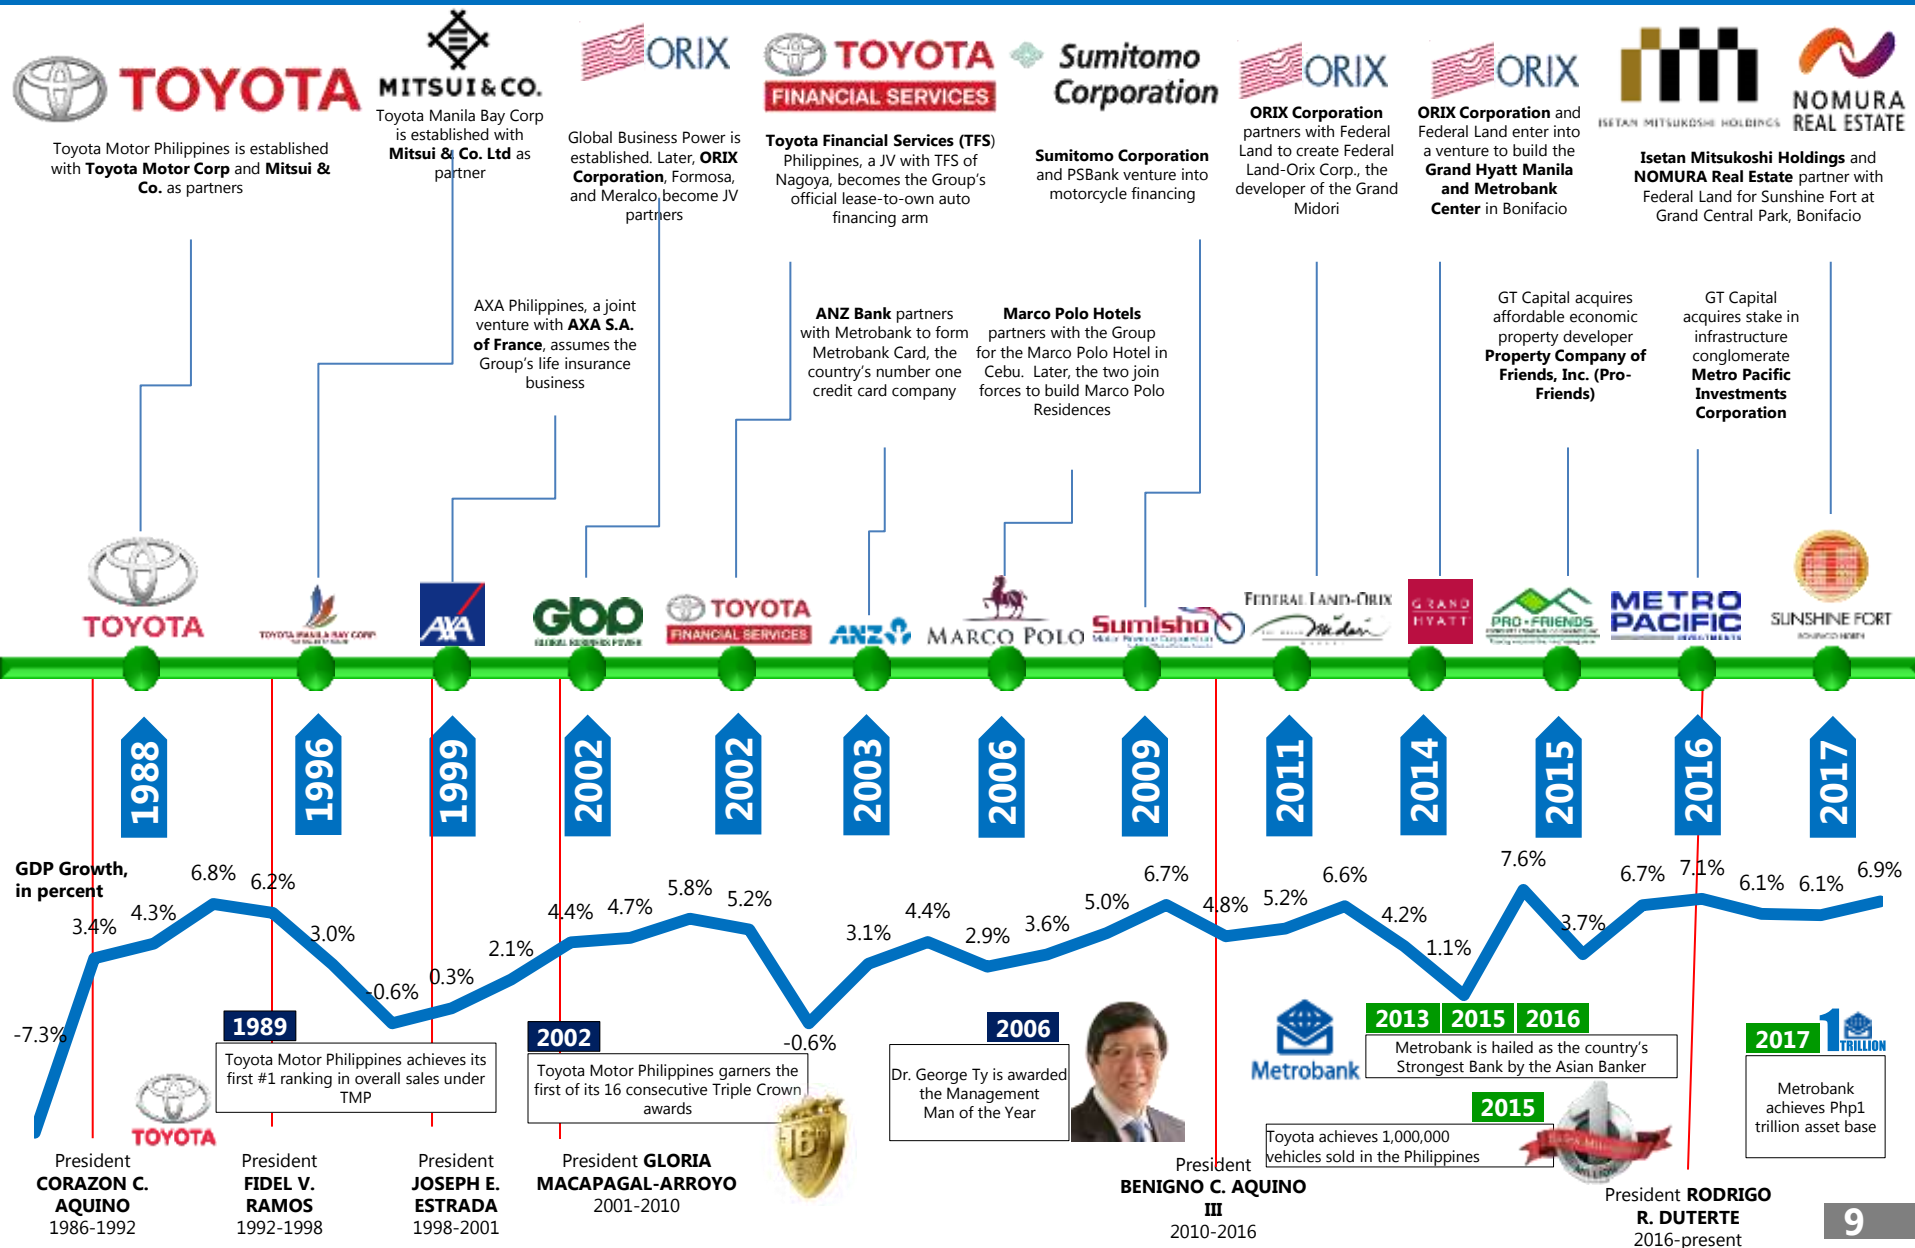 TOYOTA
Toyota Motor Philippines is established
with Toyota Motor Corp and Mitsui &
Co. as partners
MITSUI & CO.
Toyota Manila Bay Corp
is established with
Mitsui & Co. Ltd as
partner
ORIX
Global Business Power is
established. Later, ORIX
Corporation, Formosa,
and Meralco become JV
partners
TOYOTA
FINANCIAL SERVICES
Toyota Financial Services (TFS)
Philippines, a JV with TFS of
Nagoya, becomes the Group's
official lease-to-own auto
financing arm
Sumitomo
Corporation
Sumitomo Corporation
and PSBank venture into
motorcycle financing
ORIX
ORIX Corporation
partners with Federal
Land to create Federal
Land-Orix Corp., the
developer of the Grand
Midori
ORIX
ORIX Corporation and
Federal Land enter into
a venture to build the
Grand Hyatt Manila
and Metrobank
Center in Bonifacio
ISETAN MITSUKOSHI HOLDINGS
NOMURA
REAL ESTATE
Isetan Mitsukoshi Holdings and
NOMURA Real Estate partner with
Federal Land for Sunshine Fort at
Grand Central Park, Bonifacio
AXA Philippines, a joint
venture with AXA S.A.
of France, assumes the
Group's life insurance
business
ANZ Bank partners
with Metrobank to form
Metrobank Card, the
country's number one
credit card company
Marco Polo Hotels
partners with the Group
for the Marco Polo Hotel in
Cebu. Later, the two join
forces to build Marco Polo
Residences
GT Capital acquires
affordable economic
property developer
Property Company of
Friends, Inc. (Pro-
Friends)
GT Capital
acquires stake in
infrastructure
conglomerate
Metro Pacific
Investments
Corporation
TOYOTA
TOYOTA MANILA BAY CORP
AXA
GBP
GLOBAL BUSINESS POWER
TOYOTA
FINANCIAL SERVICES
ANZ
MARCO POLO
Sumisho
Motor Finance Corporation
FEDERAL LAND-ORIX
Midori
GRAND
HYATT
PRO-FRIENDS
METRO
PACIFIC
INVESTMENTS
SUNSHINE FORT
BONIFACIO NORTH
1988
1996
1999
2002
2002
2003
2006
2009
2011
2014
2015
2016
2017
GDP Growth,
in percent
-7.3%
3.4%
4.3%
6.8%
6.2%
3.0%
-0.6%
0.3%
2.1%
4.4%
4.7%
5.8%
5.2%
-0.6%
3.1%
4.4%
2.9%
3.6%
5.0%
6.7%
4.8%
5.2%
6.6%
4.2%
1.1%
7.6%
3.7%
6.7%
7.1%
6.1%
6.1%
6.9%
TOYOTA
1989
Toyota Motor Philippines achieves its
first #1 ranking in overall sales under
TMP
2002
Toyota Motor Philippines garners the
first of its 16 consecutive Triple Crown
awards
16
2006
Dr. George Ty is awarded
the Management
Man of the Year
Metrobank
2013 2015 2016
Metrobank is hailed as the country's
Strongest Bank by the Asian Banker
2015
Toyota achieves 1,000,000
vehicles sold in the Philippines
1
MILLION
2017
1
TRILLION
Metrobank
achieves Php1
trillion asset base
President
CORAZON C.
AQUINO
1986-1992
President
FIDEL V.
RAMOS
1992-1998
President
JOSEPH E.
ESTRADA
1998-2001
President GLORIA
MACAPAGAL-ARROYO
2001-2010
President
BENIGNO C. AQUINO
III
2010-2016
President RODRIGO
R. DUTERTE
2016-present
9